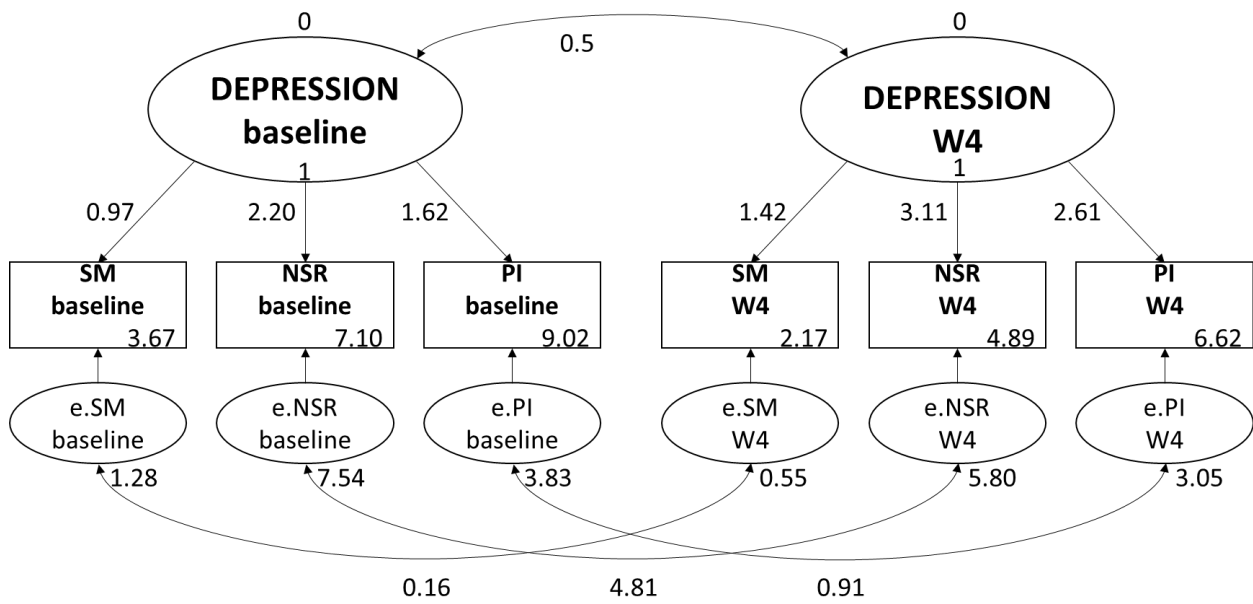 0
0
0.5
DEPRESSION
baseline
1
DEPRESSION
W4
1
0.97
2.20
1.62
1.42
3.11
2.61
SM
baseline
3.67
NSR
baseline
7.10
PI
baseline
9.02
SM
W4
2.17
NSR
W4
4.89
PI
W4
6.62
e.SM
baseline
1.28
e.NSR
baseline
7.54
e.PI
baseline
3.83
e.SM
W4
0.55
e.NSR
W4
5.80
e.PI
W4
3.05
0.16
4.81
0.91